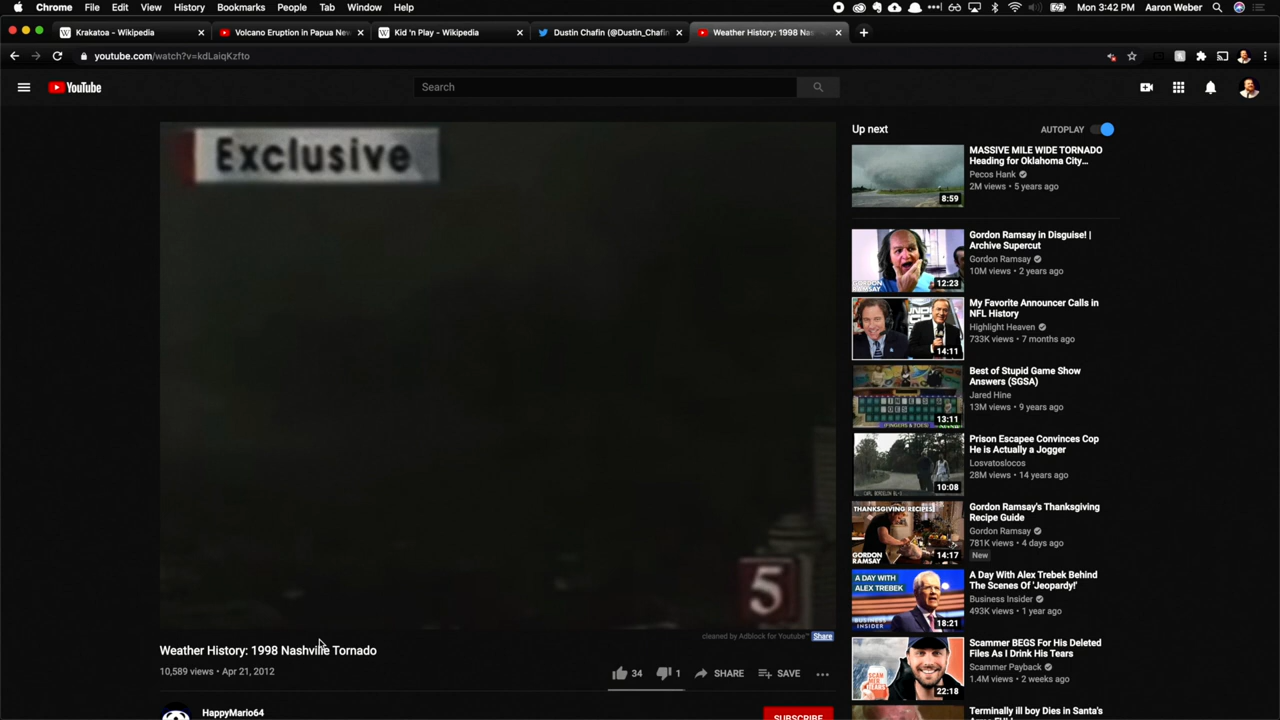 Chrome File Edit View History Bookmarks People Tab Window Help Mon 3:42 PM Aaron Weber
Krakatoa - Wikipedia Volcano Eruption in Papua New Kid 'n Play - Wikipedia Dustin Chafin (@Dustin_Chafin Weather History: 1998 Nas
youtube.com/watch?v=kdLaiqKzfto
YouTube
Search
Exclusive
5
cleaned by Adblock for Youtube™ Share
Weather History: 1998 Nashville Tornado
10,589 views • Apr 21, 2012
34 1 SHARE SAVE
HappyMario64
SUBSCRIBE
Up next AUTOPLAY
MASSIVE MILE WIDE TORNADO
Heading for Oklahoma City...
Pecos Hank
2M views • 5 years ago
8:59
Gordon Ramsay in Disguise! |
Archive Supercut
Gordon Ramsay
10M views • 2 years ago
GORDON
RAMSAY
12:23
My Favorite Announcer Calls in
NFL History
Highlight Heaven
733K views • 7 months ago
14:11
Best of Stupid Game Show
Answers (SGSA)
Jared Hine
13M views • 9 years ago
(FINGERS & TOES)
13:11
Prison Escapee Convinces Cop
He is Actually a Jogger
Losvatoslocos
28M views • 14 years ago
10:08
THANKSGIVING RECIPES
GORDON
RAMSAY
14:17
Gordon Ramsay's Thanksgiving
Recipe Guide
Gordon Ramsay
781K views • 4 days ago
New
A DAY WITH
ALEX TREBEK
BUSINESS
INSIDER
18:21
A Day With Alex Trebek Behind
The Scenes Of 'Jeopardy!'
Business Insider
493K views • 1 year ago
SCAM
MER
TEARS
22:18
Scammer BEGS For His Deleted
Files As I Drink His Tears
Scammer Payback
1.4M views • 2 weeks ago
Terminally ill boy Dies in Santa's